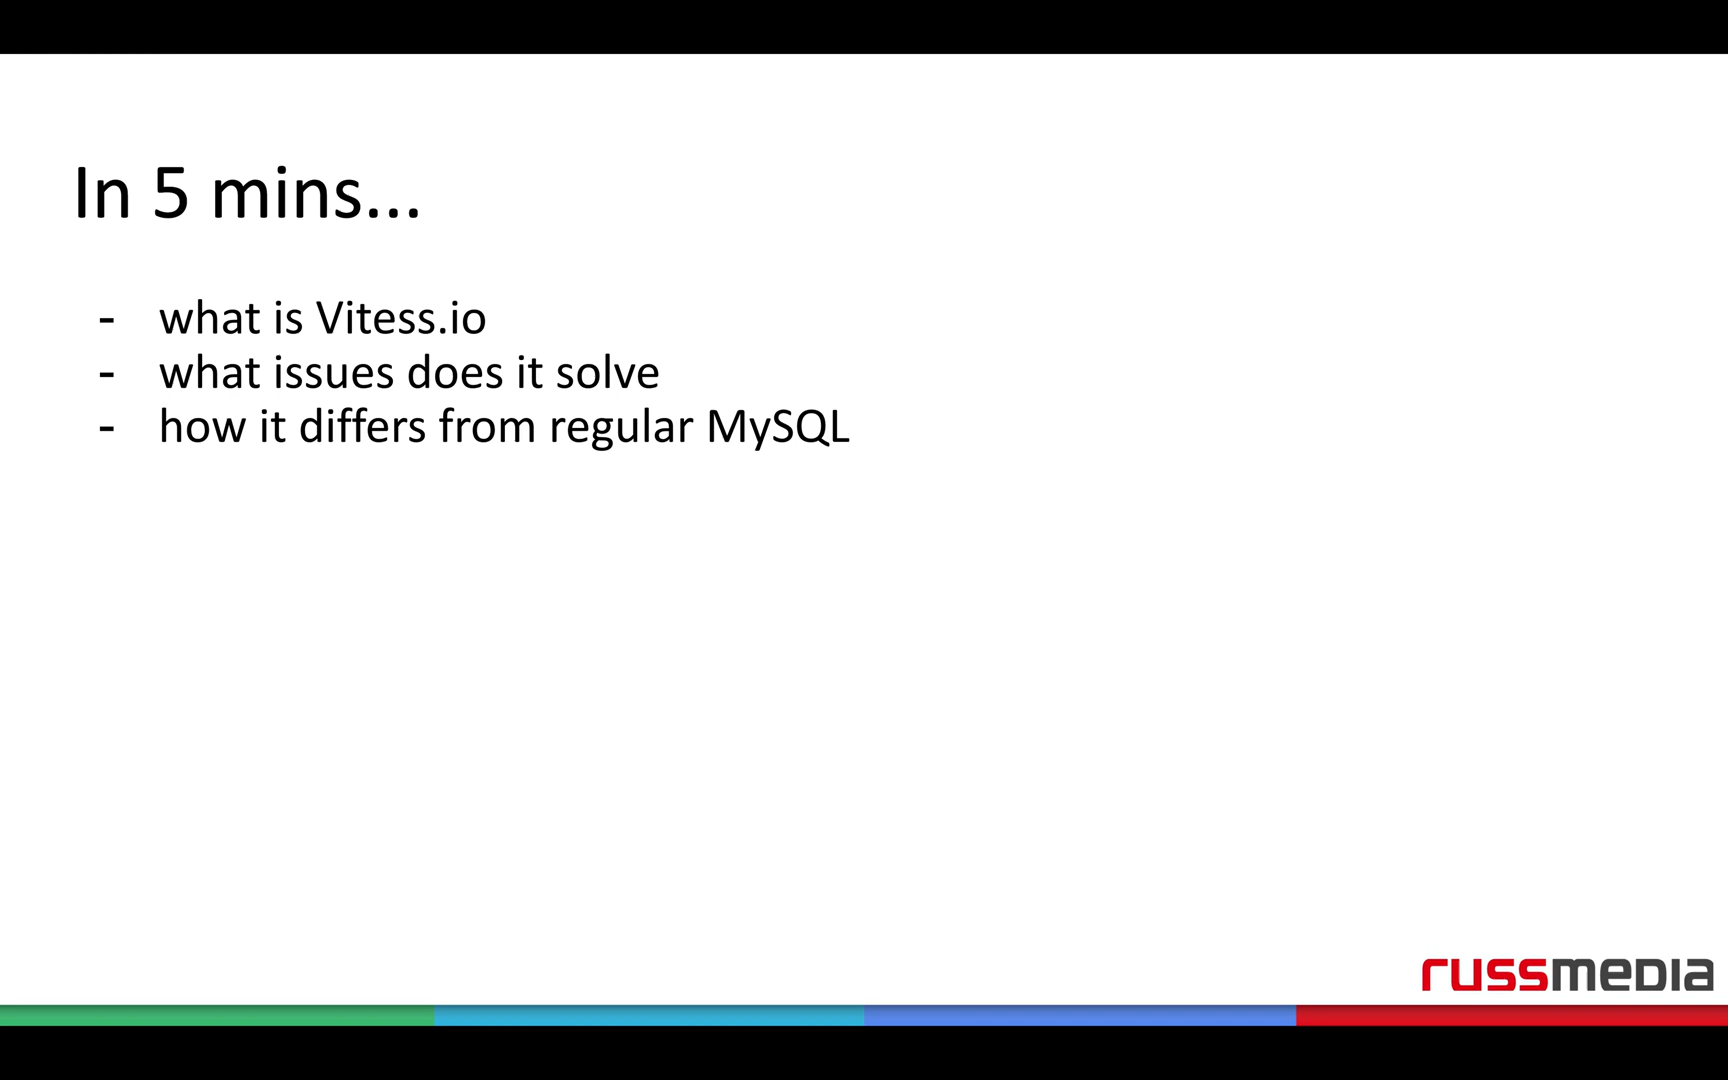 In 5 mins...
- what is Vitess.io
- what issues does it solve
- how it differs from regular MySQL
russmedia